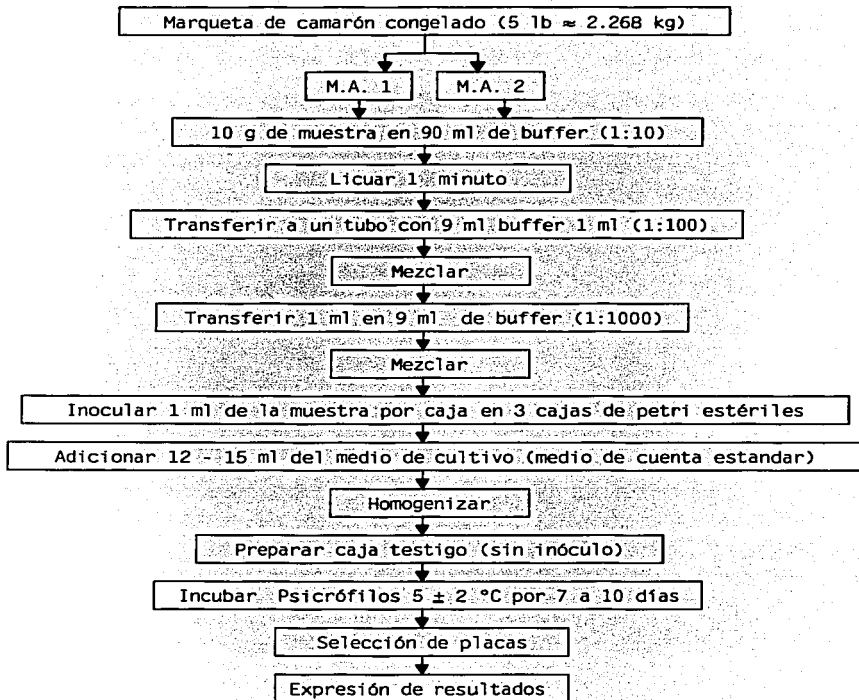 Marqueta de camarón congelado (5 lb ≈ 2.268 kg)
M.A. 1
M.A. 2
10 g de muestra en 90 ml de buffer (1:10)
Licuar 1 minuto
Transferir a un tubo con 9 ml buffer 1 ml (1:100)
Mezclar
Transferir 1 ml en 9 ml de buffer (1:1000)
Mezclar
Inocular 1 ml de la muestra por caja en 3 cajas de petri estériles
Adicionar 12 - 15 ml del medio de cultivo (medio de cuenta estandar)
Homogenizar
Preparar caja testigo (sin inóculo)
Incubar Psicrófilos 5 ± 2 °C por 7 a 10 días
Selección de placas
Expresión de resultados